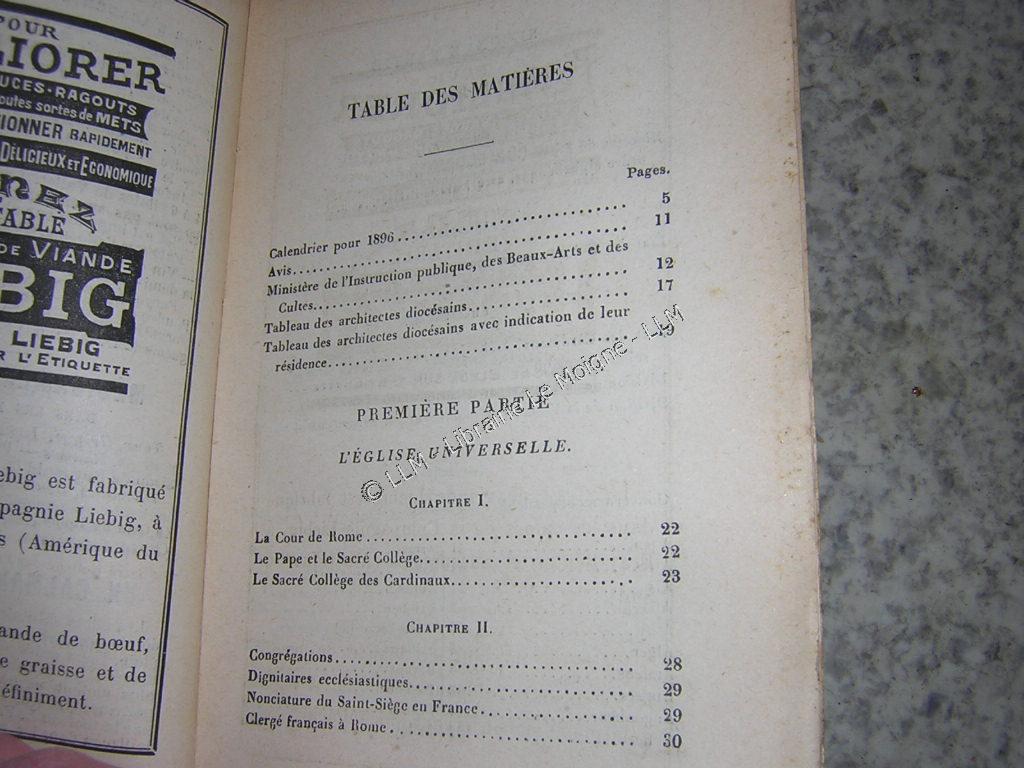 POUR
LIORER
UCES·RAGOUTS
toutes sortes de METS
TIONNER RAPIDEMENT
DÉLICIEUX ET ECONOMIQUE
NEZ
TABLE
DE VIANDE
BIG
LIEBIG
R L'ETIQUETTE
ebig est fabriqué
pagnie Liebig, à
s (Amérique du
ande de bœuf,
e graisse et de
éfiniment.
TABLE DES MATIÈRES
Pages.
Calendrier pour 1896 5
Avis 11
Ministère de l'Instruction publique, des Beaux-Arts et des
Cultes 12
Tableau des architectes diocésains 17
Tableau des architectes diocésains avec indication de leur
résidence 19
PREMIÈRE PARTIE
L'ÉGLISE UNIVERSELLE.
CHAPITRE I.
La Cour de Rome 22
Le Pape et le Sacré Collège 22
Le Sacré Collège des Cardinaux 23
CHAPITRE II.
Congrégations 28
Dignitaires ecclésiastiques 29
Nonciature du Saint-Siège en France 29
Clergé français à Rome 30
© LLM - Librairie Le Moigne - LLM